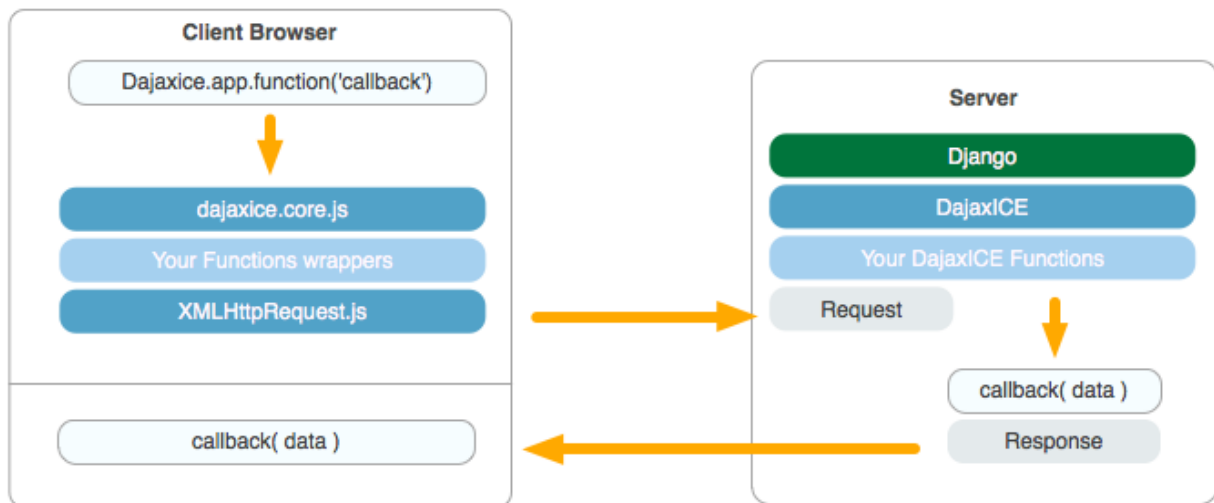 Client Browser
Dajaxice.app.function('callback')
dajaxice.core.js
Your Functions wrappers
XMLHttpRequest.js
callback( data )
Server
Django
DajaxICE
Your DajaxICE Functions
Request
callback( data )
Response